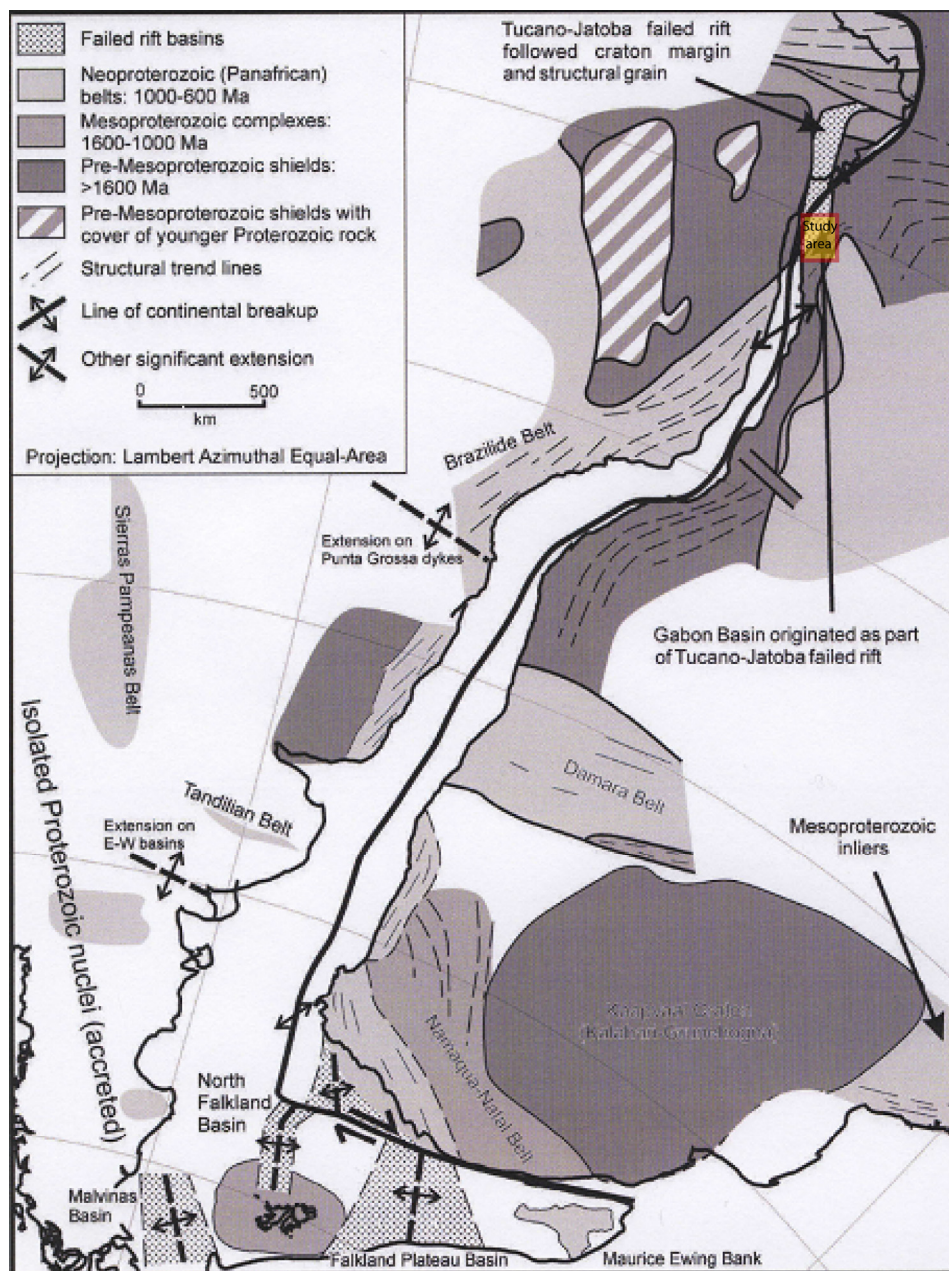 Failed rift basins
Neoproterozoic (Panafrican)
belts: 1000-600 Ma
Mesoproterozoic complexes:
1600-1000 Ma
Pre-Mesoproterozoic shields:
>1600 Ma
Pre-Mesoproterozoic shields with
cover of younger Proterozoic rock
Structural trend lines
Line of continental breakup
Other significant extension
0 500
km
Projection: Lambert Azimuthal Equal-Area
Tucano-Jatoba failed rift
followed craton margin
and structural grain
Study
area
Brazilide Belt
Extension on
Punta Grossa dykes
Sierras Pampeanas Belt
Gabon Basin originated as part
of Tucano-Jatoba failed rift
Isolated Proterozoic nuclei (accreted)
Tandilian Belt
Damara Belt
Extension on
E-W basins
Mesoproterozoic
inliers
Kaapvaal Craton
(Kalahari-Grunehogna)
Namaqua-Natal Belt
North
Falkland
Basin
Malvinas
Basin
Falkland Plateau Basin
Maurice Ewing Bank